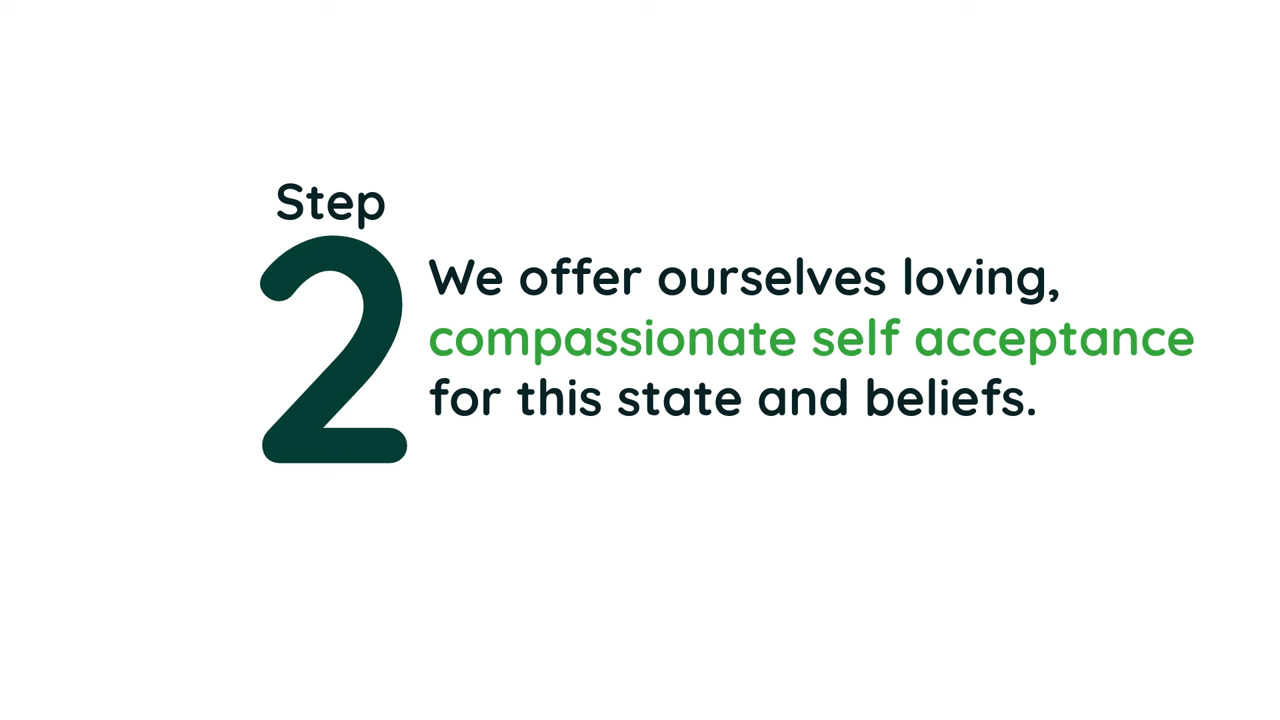 Step
2
We offer ourselves loving,
compassionate self acceptance
for this state and beliefs.